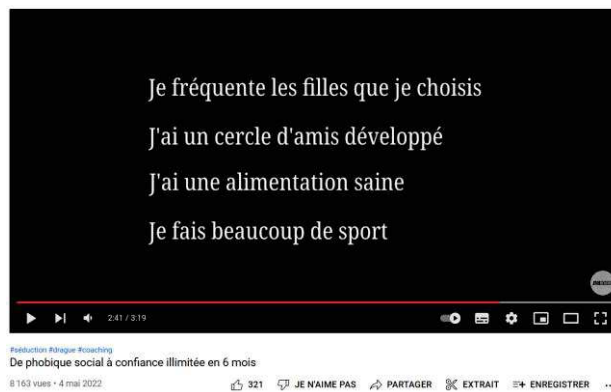 Je fréquente les filles que je choisis
J'ai un cercle d'amis développé
J'ai une alimentation saine
Je fais beaucoup de sport
2:41 / 3:19
#séduction #drague #coaching
De phobique social à confiance illimitée en 6 mois
8 163 vues • 4 mai 2022 321 JE N'AIME PAS PARTAGER EXTRAIT ENREGISTRER ...